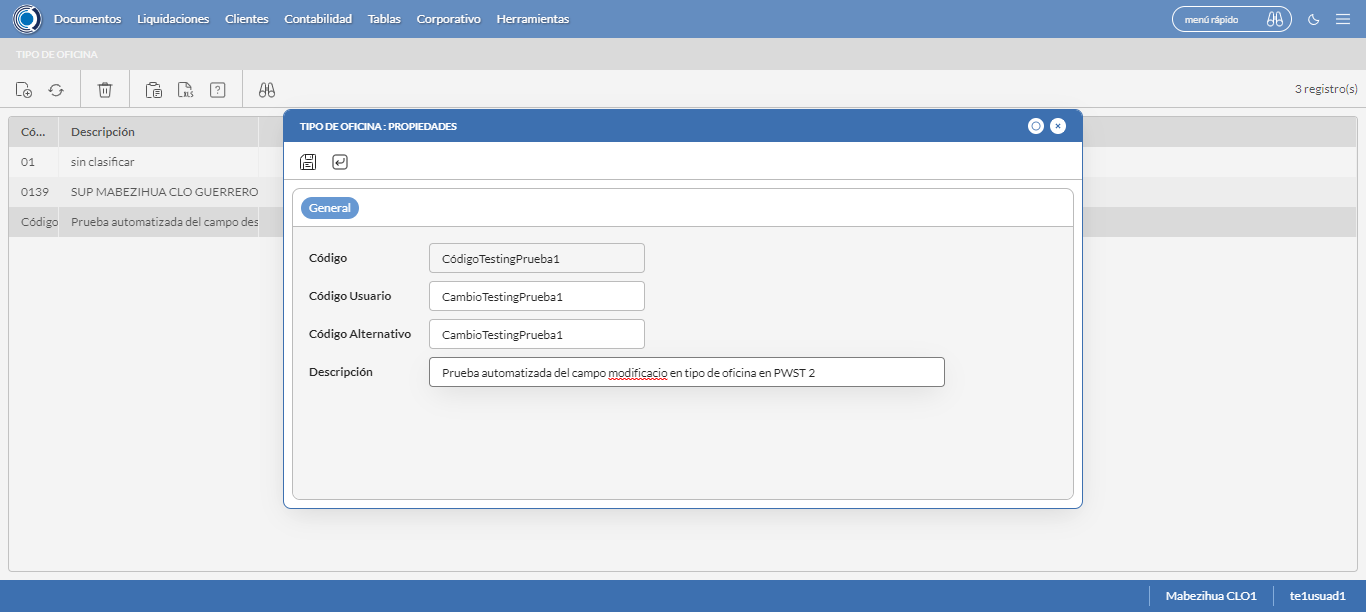 Documentos Liquidaciones Clientes Contabilidad Tablas Corporativo Herramientas menú rápido
TIPO DE OFICINA
XLS ? 3 registro(s)
Có... Descripción
01 sin clasificar
0139 SUP MABEZIHUA CLO GUERRERO
Código Prueba automatizada del campo des
TIPO DE OFICINA : PROPIEDADES
General
Código CódigoTestingPrueba1
Código Usuario CambioTestingPrueba1
Código Alternativo CambioTestingPrueba1
Descripción Prueba automatizada del campo modificacio en tipo de oficina en PWST 2
Mabezihua CLO1 te1usuad1